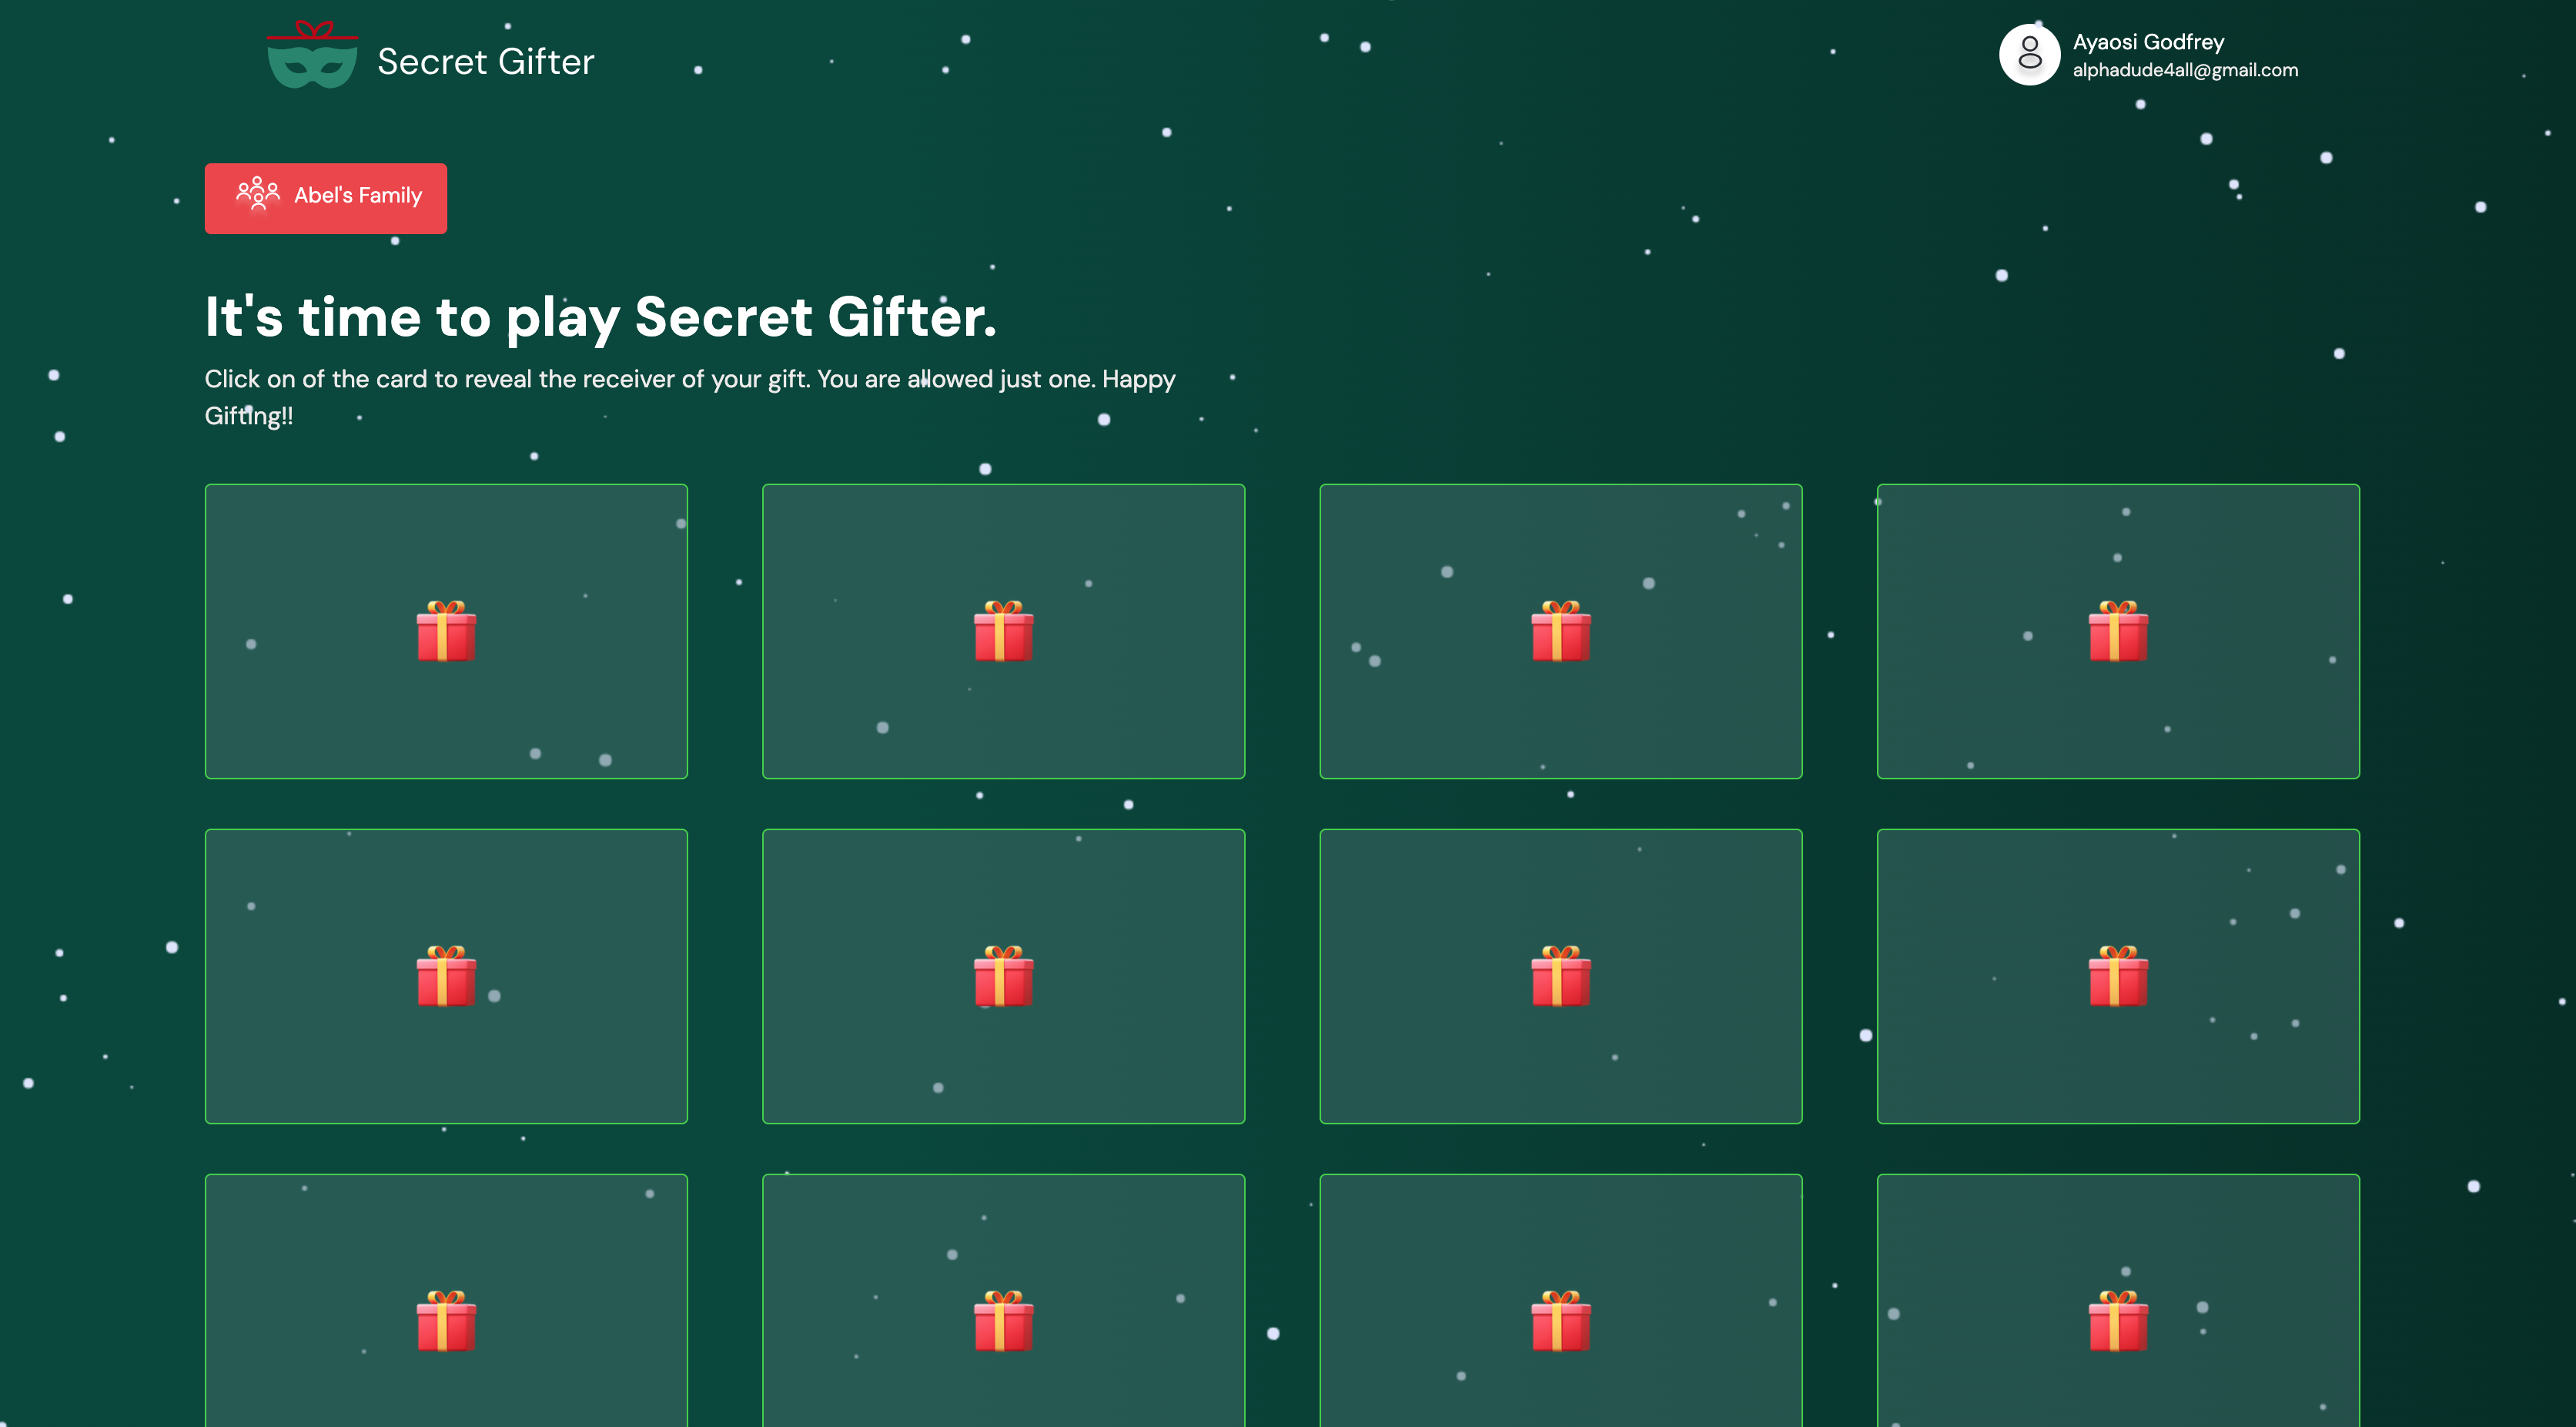 Secret Gifter
Ayaosi Godfrey
alphadude4all@gmail.com
Abel's Family
It's time to play Secret Gifter.
Click on of the card to reveal the receiver of your gift. You are allowed just one. Happy
Gifting!!